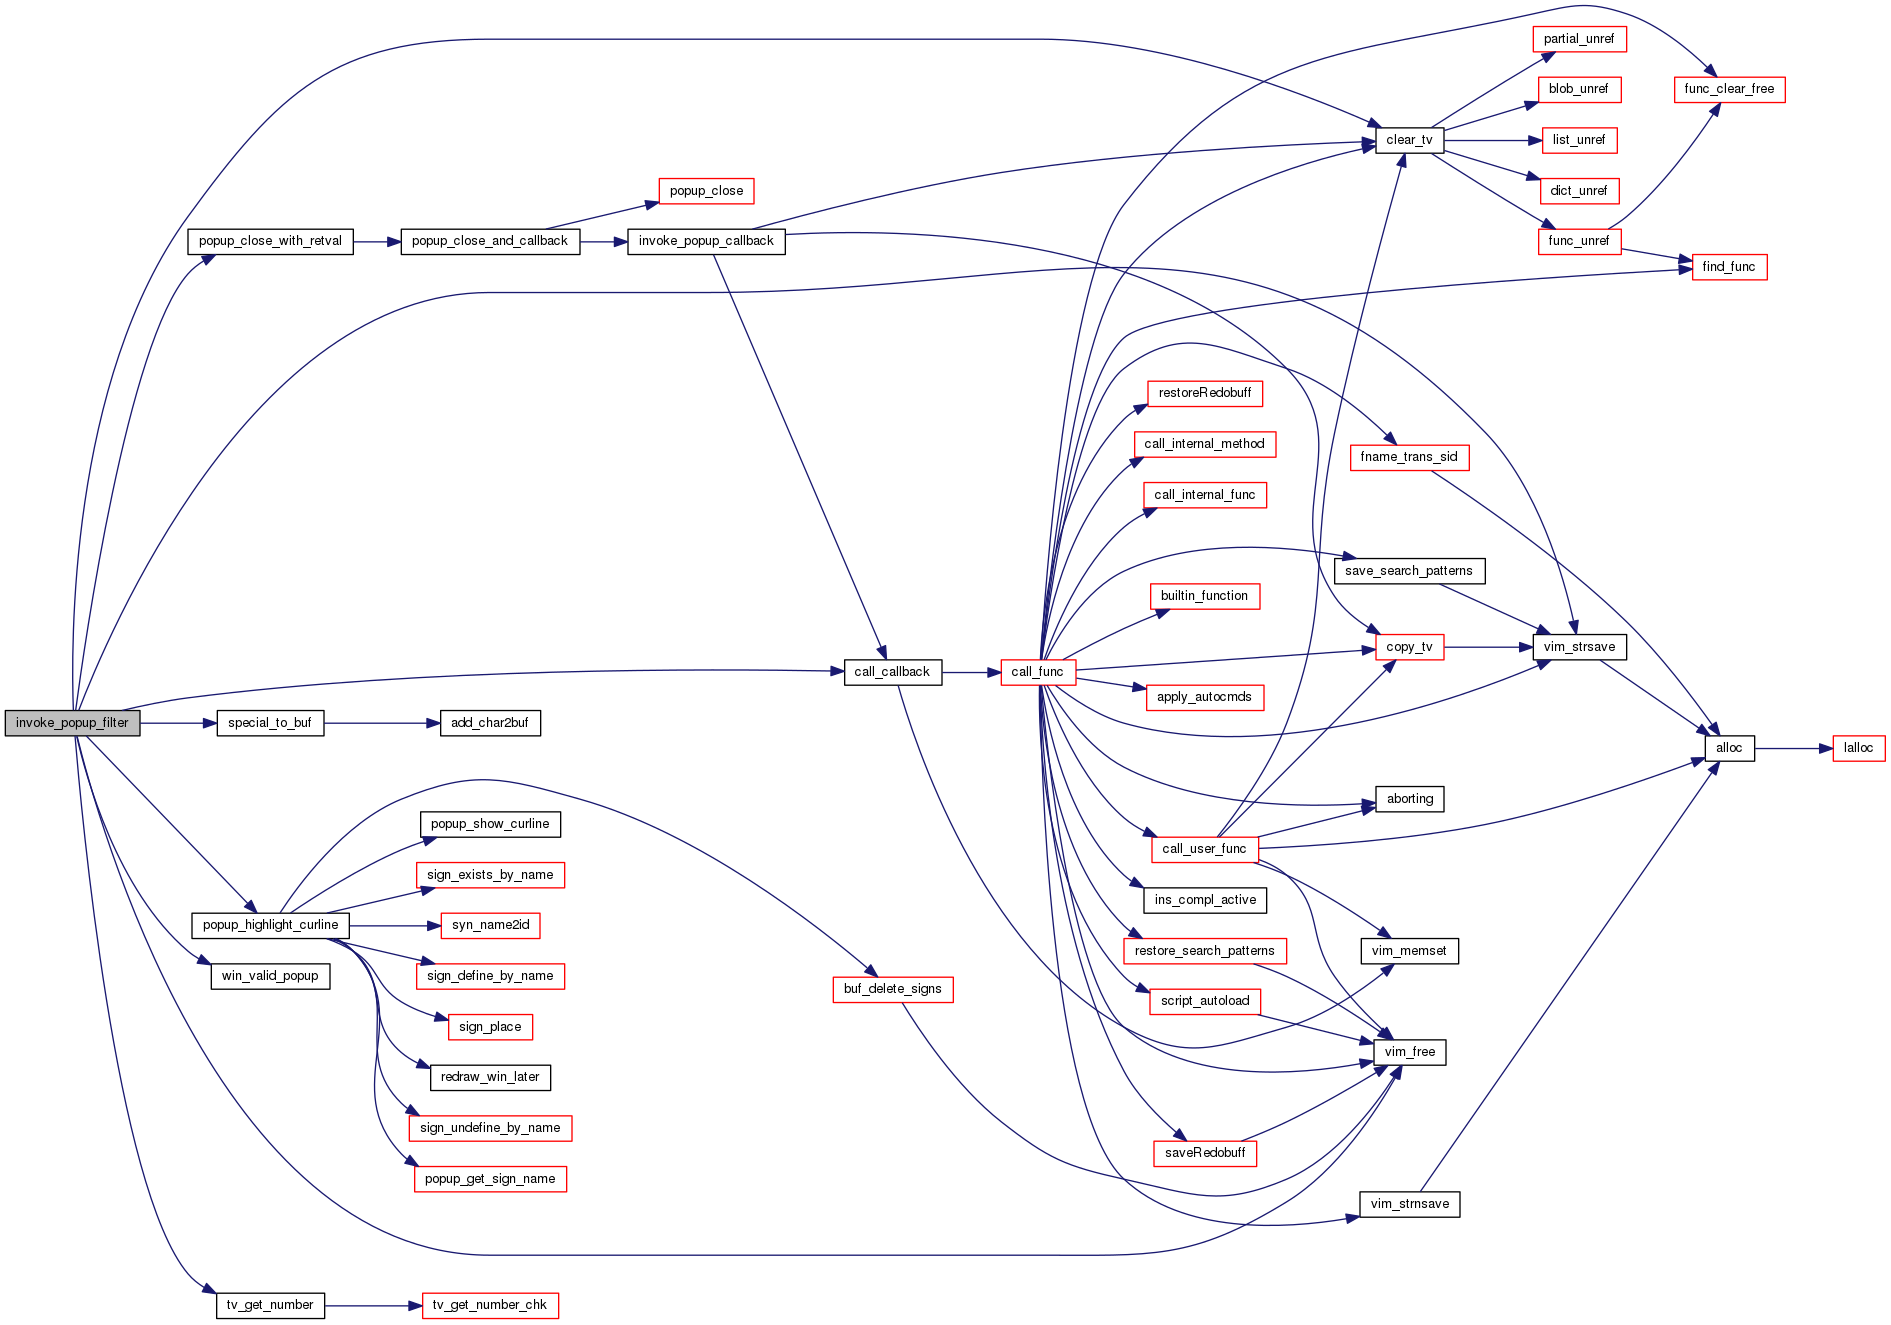 invoke_popup_filter
popup_close_with_retval
special_to_buf
popup_highlight_curline
win_valid_popup
tv_get_number
popup_close_and_callback
add_char2buf
popup_show_curline
sign_exists_by_name
syn_name2id
sign_define_by_name
sign_place
redraw_win_later
sign_undefine_by_name
popup_get_sign_name
tv_get_number_chk
popup_close
invoke_popup_callback
call_callback
buf_delete_signs
call_func
restoreRedobuff
call_internal_method
call_internal_func
builtin_function
apply_autocmds
call_user_func
ins_compl_active
restore_search_patterns
script_autoload
saveRedobuff
clear_tv
fname_trans_sid
save_search_patterns
copy_tv
aborting
vim_memset
vim_free
vim_strnsave
partial_unref
blob_unref
list_unref
dict_unref
func_unref
vim_strsave
func_clear_free
find_func
alloc
lalloc